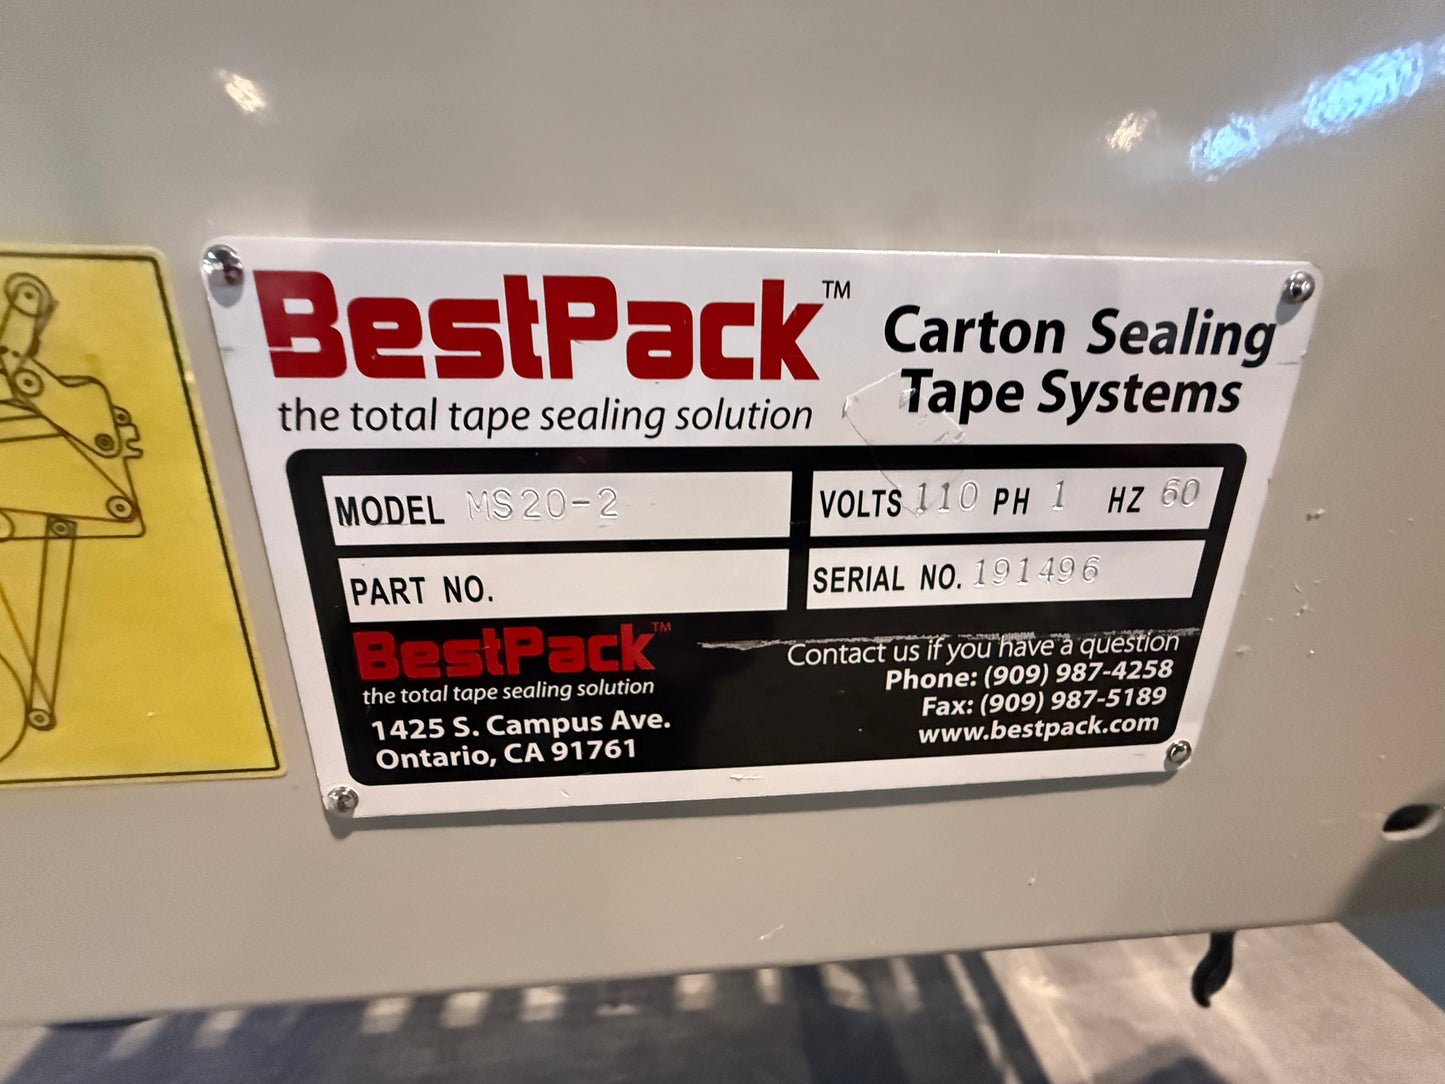 BestPack™
the total tape sealing solution
Carton Sealing
Tape Systems
MODEL MS20-2
VOLTS 110 PH 1 HZ 60
PART NO.
SERIAL NO. 191496
BestPack™
the total tape sealing solution
1425 S. Campus Ave.
Ontario, CA 91761
Contact us if you have a question
Phone: (909) 987-4258
Fax: (909) 987-5189
www.bestpack.com